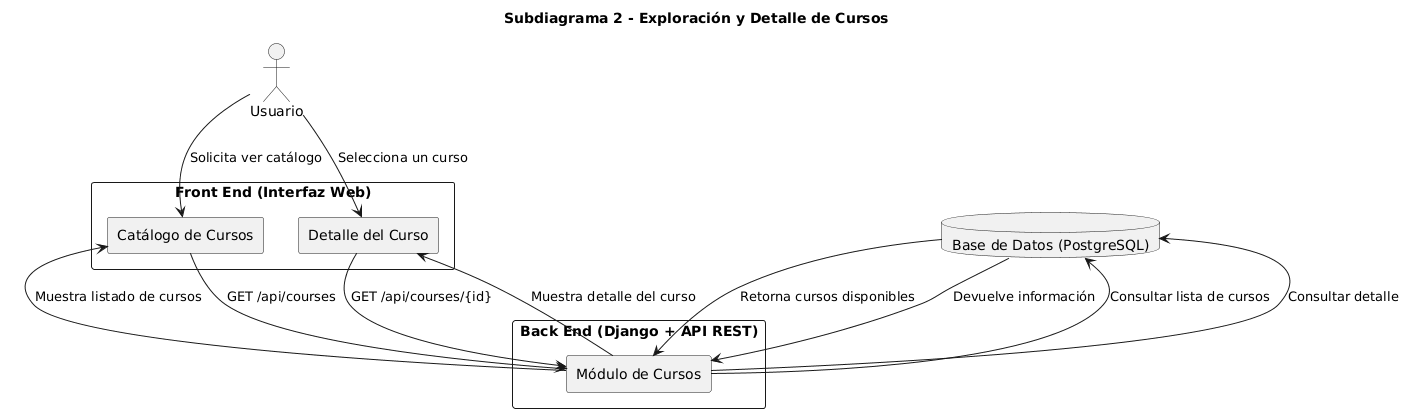 Subdiagrama 2 - Exploración y Detalle de Cursos
Usuario
Solicita ver catálogo
Selecciona un curso
Front End (Interfaz Web)
Catálogo de Cursos
Detalle del Curso
Base de Datos (PostgreSQL)
Muestra listado de cursos
GET /api/courses
GET /api/courses/{id}
Muestra detalle del curso
Retorna cursos disponibles
Devuelve información
Consultar lista de cursos
Consultar detalle
Back End (Django + API REST)
Módulo de Cursos